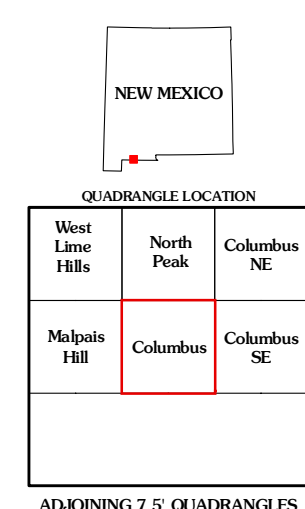 NEW MEXICO
QUADRANGLE LOCATION
West
Lime
Hills
North
Peak
Columbus
NE
Malpais
Hill
Columbus
Columbus
SE
ADJOINING 7.5' QUADRANGLES